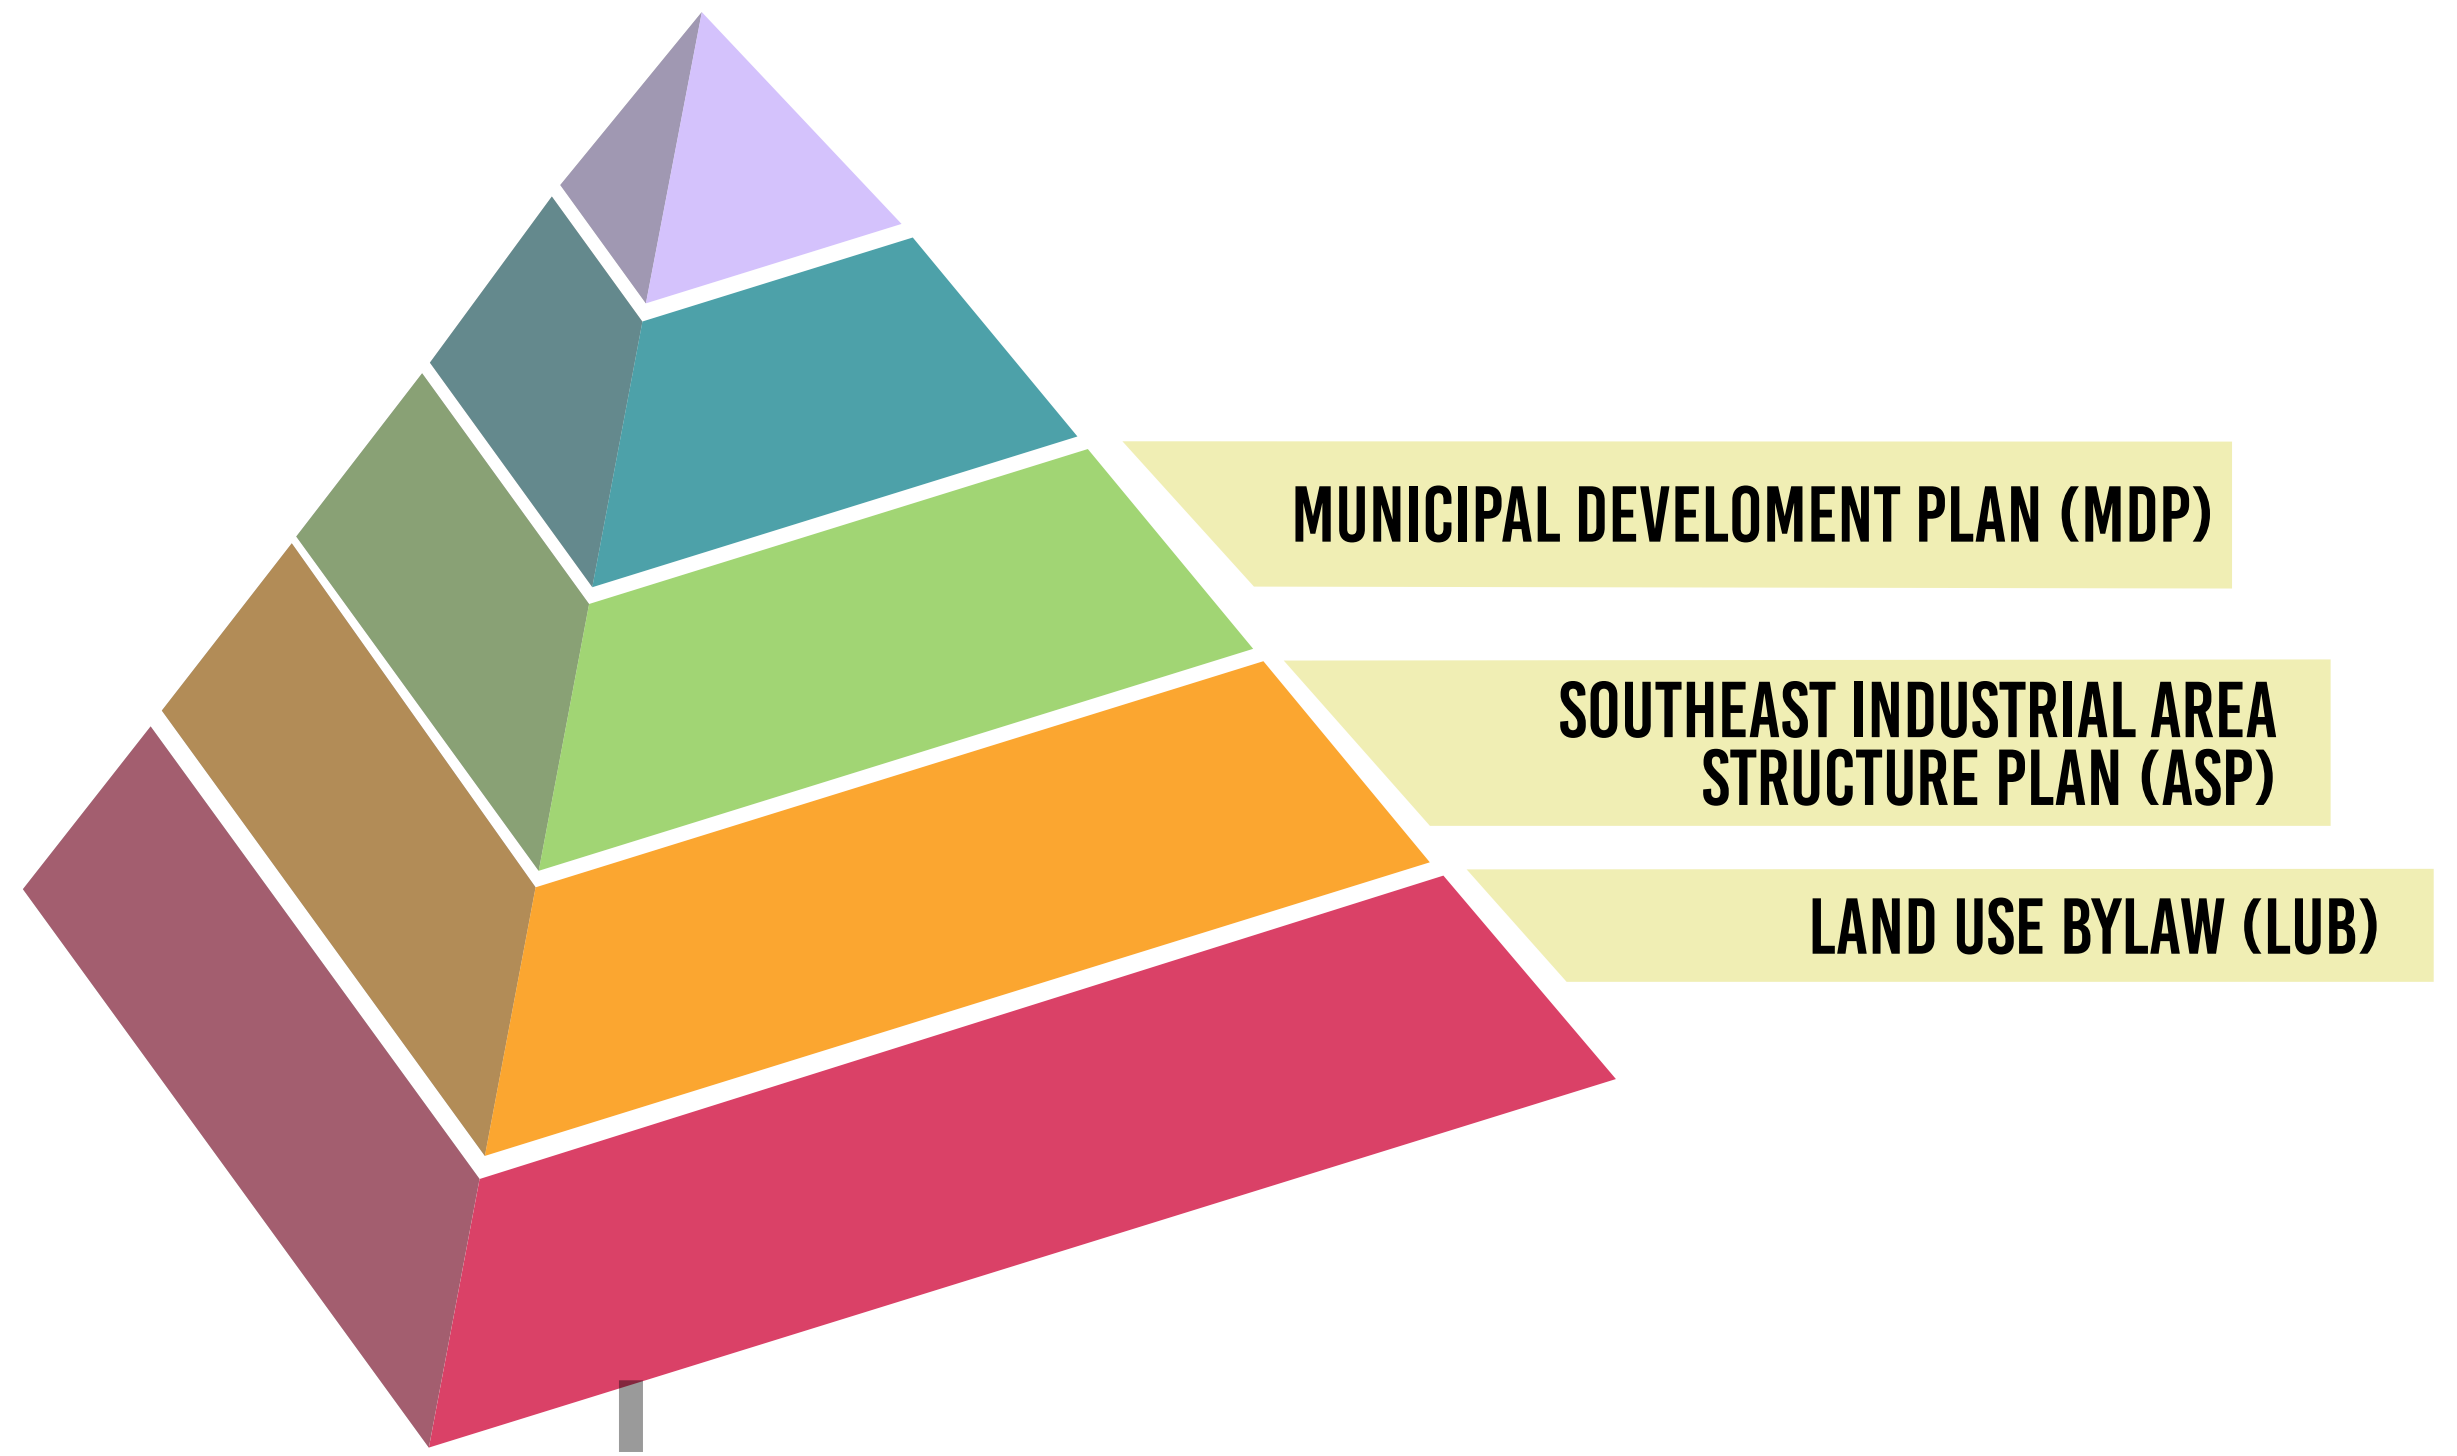 MUNICIPAL DEVELOMENT PLAN (MDP)
SOUTHEAST INDUSTRIAL AREA
STRUCTURE PLAN (ASP)
LAND USE BYLAW (LUB)